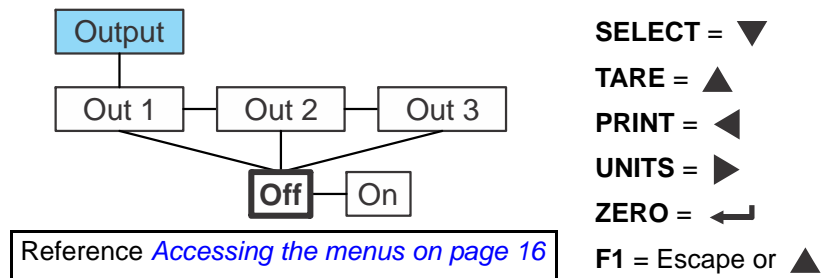 Output
Out 1 Out 2 Out 3
Off On
Reference Accessing the menus on page 16
SELECT = ▼
TARE = ▲
PRINT = ◀
UNITS = ▶
ZERO = ↵
F1 = Escape or ▲